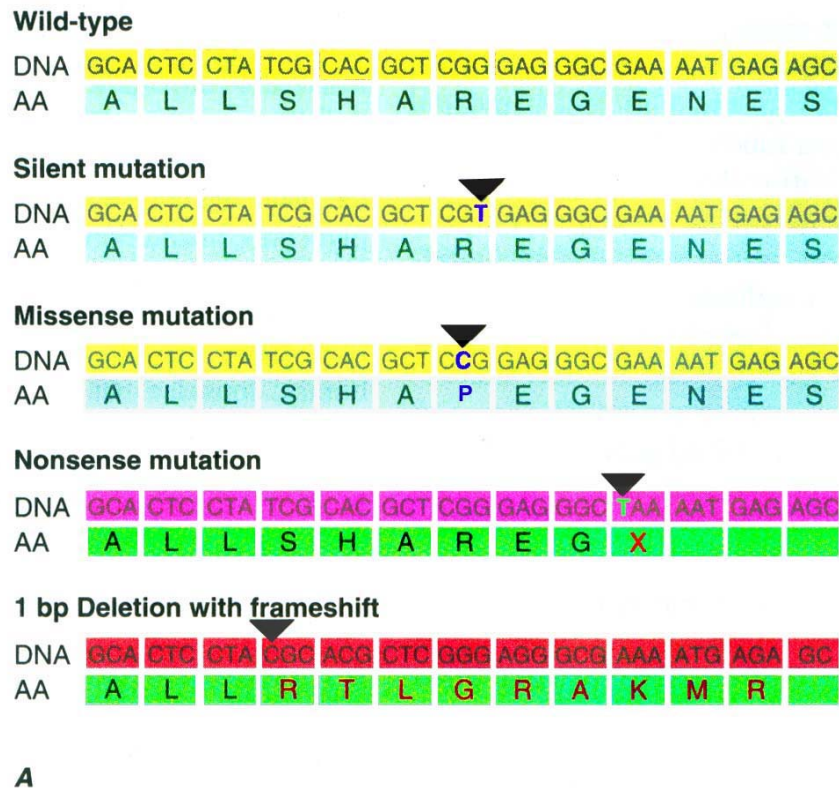 Wild-type
DNA GCA CTC CTA TCG CAC GCT CGG GAG GGC GAA AAT GAG AGC
AA A L L S H A R E G E N E S
Silent mutation
DNA GCA CTC CTA TCG CAC GCT CGT GAG GGC GAA AAT GAG AGC
AA A L L S H A R E G E N E S
Missense mutation
DNA GCA CTC CTA TCG CAC GCT CCG GAG GGC GAA AAT GAG AGC
AA A L L S H A P E G E N E S
Nonsense mutation
DNA GCA CTC CTA TCG CAC GCT CGG GAG GGC TAA AAT GAG AGC
AA A L L S H A R E G X
1 bp Deletion with frameshift
DNA GCA CTC CTA CGC ACG CTC GGG AGG GCG AAA ATG AGA GC
AA A L L R T L G R A K M R
A